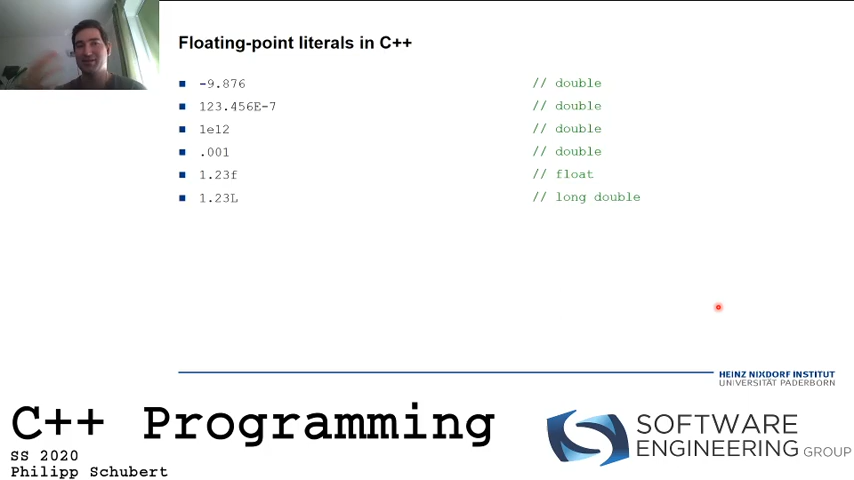 Floating-point literals in C++
-9.876 // double
123.456E-7 // double
1e12 // double
.001 // double
1.23f // float
1.23L // long double
HEINZ NIXDORF INSTITUT
UNIVERSITÄT PADERBORN
C++ Programming
SS 2020
Philipp Schubert
SOFTWARE
ENGINEERING GROUP